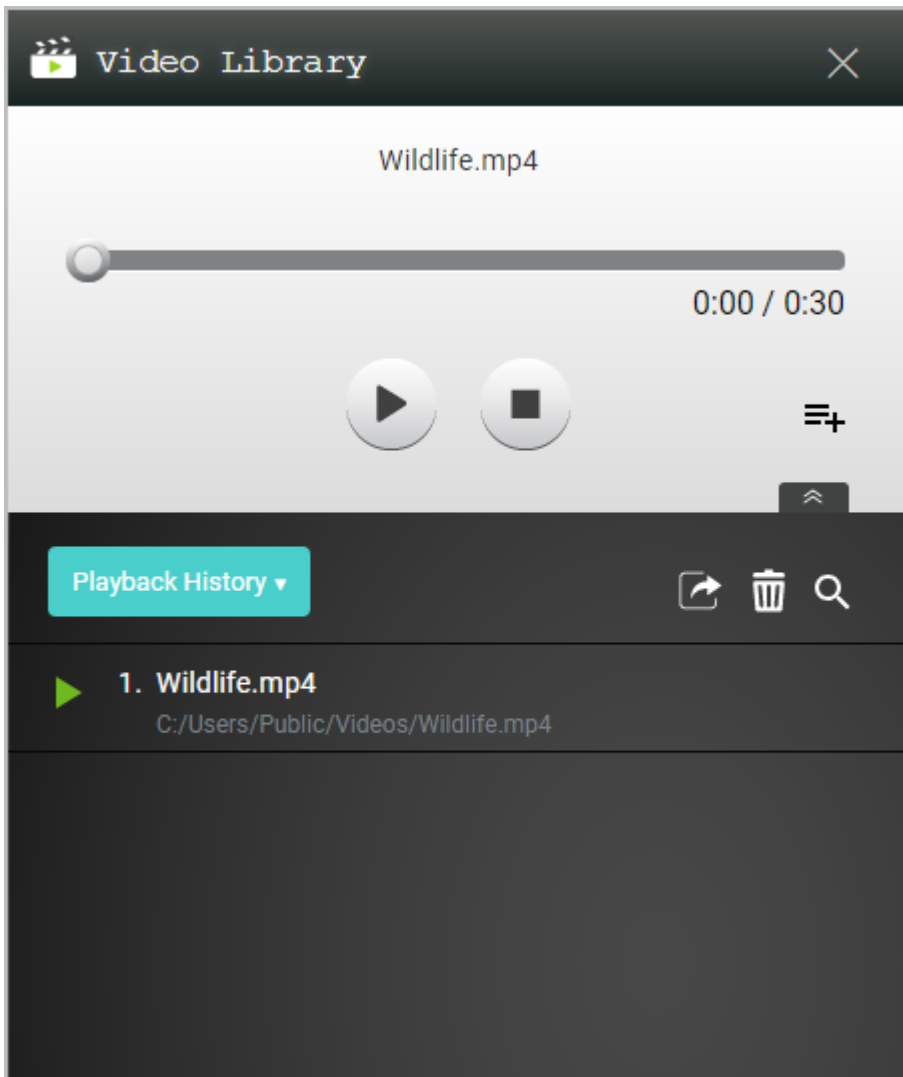 Video Library
Wildlife.mp4
0:00 / 0:30
Playback History
1. Wildlife.mp4
C:/Users/Public/Videos/Wildlife.mp4